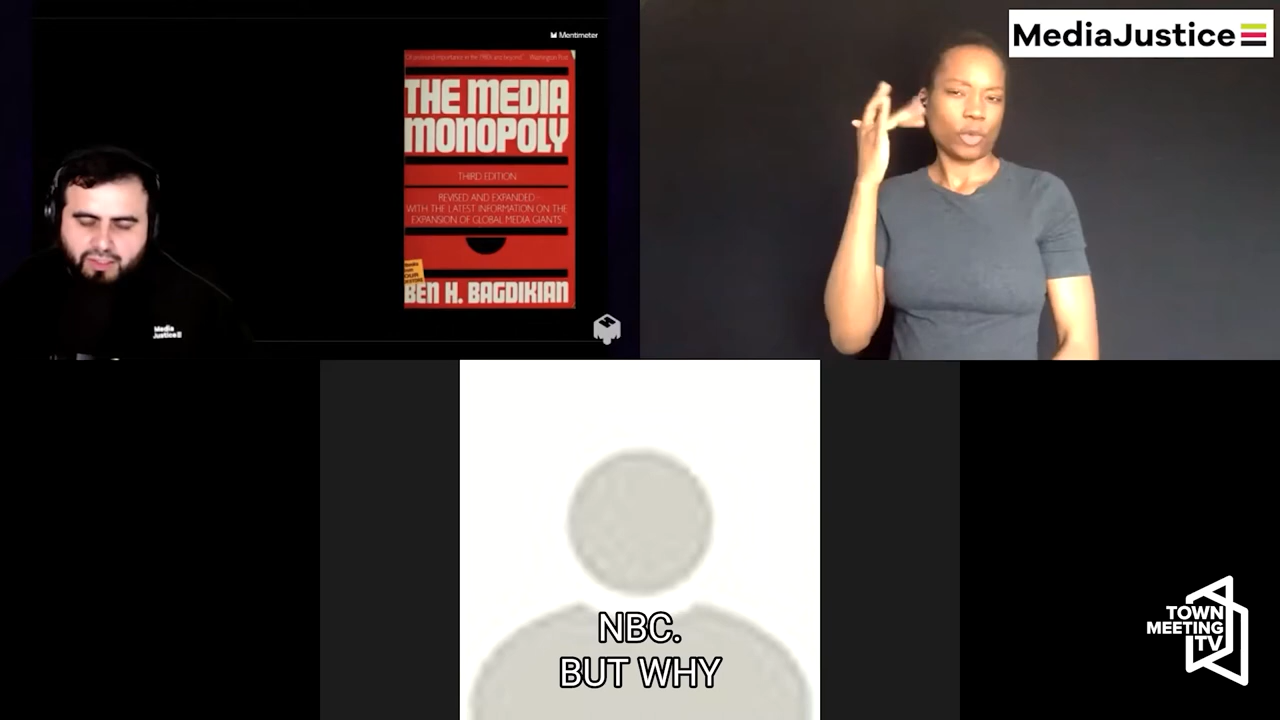 MediaJustice
Mentimeter
THE MEDIA
MONOPOLY
THIRD EDITION
REVISED AND EXPANDED
WITH THE LATEST INFORMATION ON THE
EXPANSION OF GLOBAL MEDIA GIANTS
BEN H. BAGDIKIAN
Media
Justice
NBC.
BUT WHY
TOWN
MEETING
TV